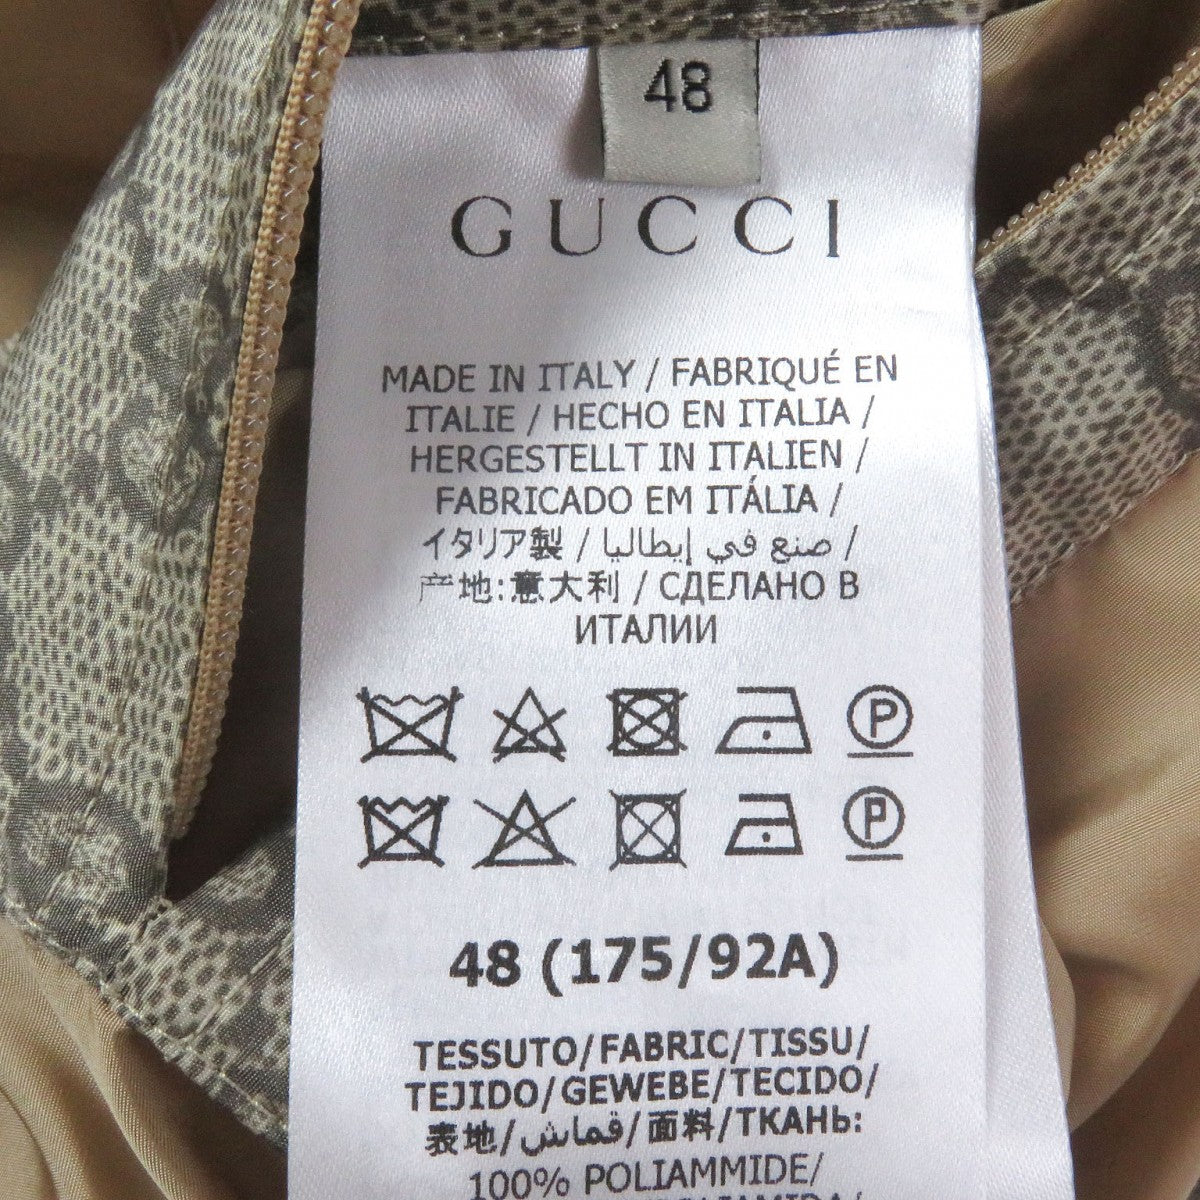 48
GUCCI
MADE IN ITALY / FABRIQUÉ EN
ITALIE / HECHO EN ITALIA /
HERGESTELLT IN ITALIEN /
FABRICADO EM ITÁLIA /
イタリア製 / صنع في إيطاليا /
产地:意大利 / СДЕЛАНО В
ИТАЛИИ
P
P
48 (175/92A)
TESSUTO/FABRIC/TISSU/
TEJIDO/GEWEBE/TECIDO/
表地/قماش/面料/ТКАНЬ:
100% POLIAMMIDE/